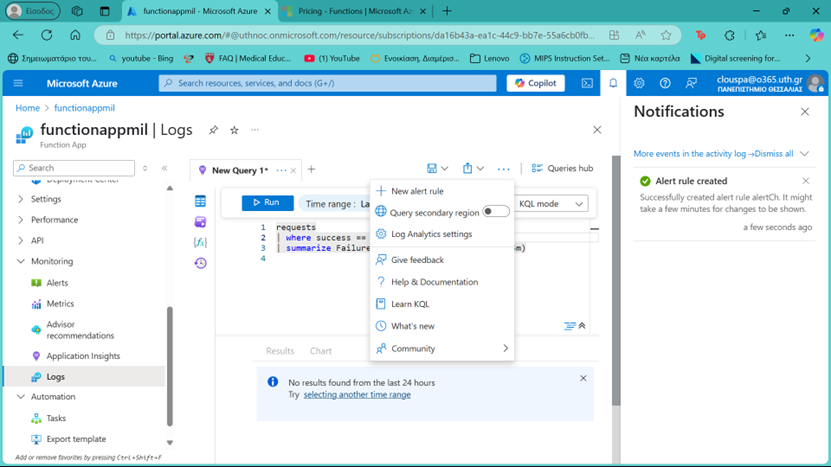 Είσοδος
functionappmil - Microsoft Azure
Pricing - Functions | Microsoft Az
https://portal.azure.com/#@uthnoc.onmicrosoft.com/resource/subscriptions/da16b43a-ea1c-44c9-bb7e-55a6cb0fb...
Σημειωματάριο του...
youtube - Bing
FAQ | Medical Educ...
(1) YouTube
Ενοικίαση, Διαμέρισ...
Lenovo
MIPS Instruction Set...
Νέα καρτέλα
Digital screening for...
Microsoft Azure
Search resources, services, and docs (G+/)
Copilot
clouspa@o365.uth.gr
ΠΑΝΕΠΙΣΤΗΜΙΟ ΘΕΣΣΑΛΙΑΣ
Home > functionappmil
functionappmil | Logs
Function App
Search
Deployment Center
Settings
Performance
API
Monitoring
Alerts
Metrics
Advisor
recommendations
Application Insights
Logs
Automation
Tasks
Export template
Add or remove favorites by pressing Ctrl+Shift+F
New Query 1*
Queries hub
Run
Time range : La
KQL mode
1 requests
2 | where success ==
3 | summarize Failure
4
New alert rule
Query secondary region
Log Analytics settings
Give feedback
Help & Documentation
Learn KQL
What's new
Community
Results
Chart
No results found from the last 24 hours
Try selecting another time range
Notifications
More events in the activity log → Dismiss all
Alert rule created
Successfully created alert rule alertCh. It might
take a few minutes for changes to be shown.
a few seconds ago